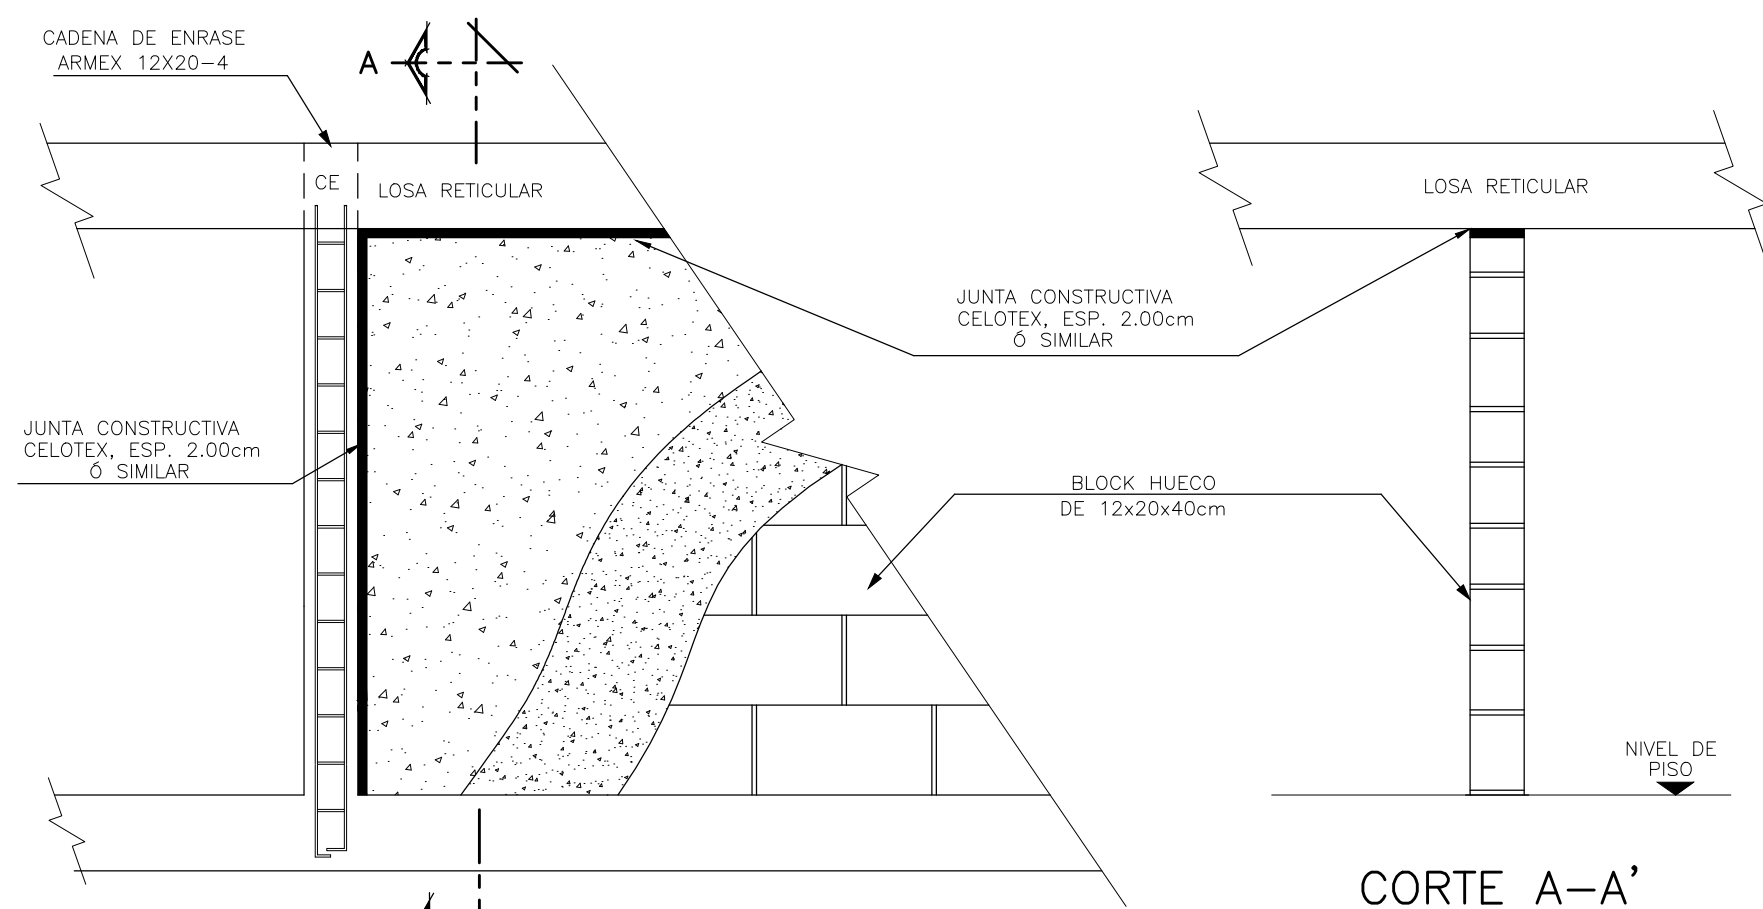 CADENA DE ENRASE
ARMEX 12X20-4
A
CE
LOSA RETICULAR
LOSA RETICULAR
JUNTA CONSTRUCTIVA
CELOTEX, ESP. 2.00cm
Ó SIMILAR
JUNTA CONSTRUCTIVA
CELOTEX, ESP. 2.00cm
Ó SIMILAR
BLOCK HUECO
DE 12x20x40cm
NIVEL DE
PISO
CORTE A-A'